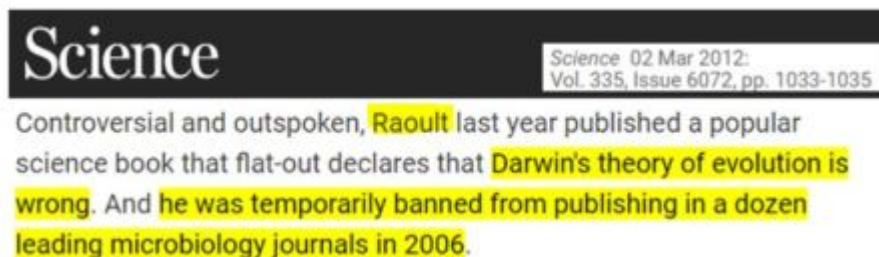 Science
Science 02 Mar 2012:
Vol. 335, Issue 6072, pp. 1033-1035
Controversial and outspoken, Raoult last year published a popular
science book that flat-out declares that Darwin's theory of evolution is
wrong. And he was temporarily banned from publishing in a dozen
leading microbiology journals in 2006.